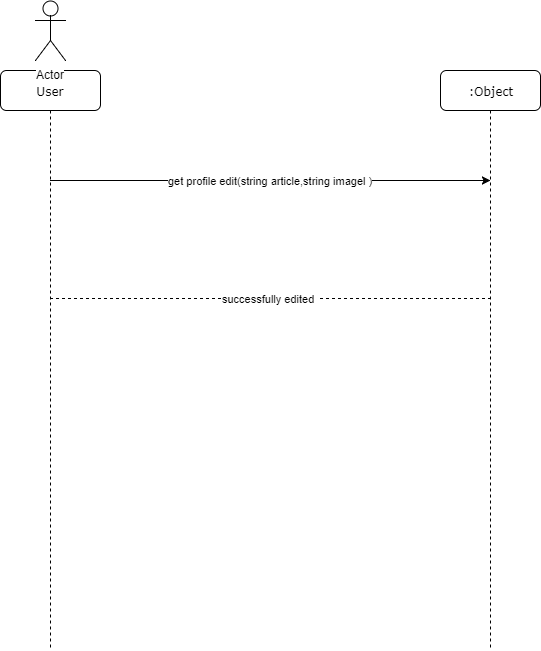 Actor
User
:Object
get profile edit(string article,string imagel )
successfully edited